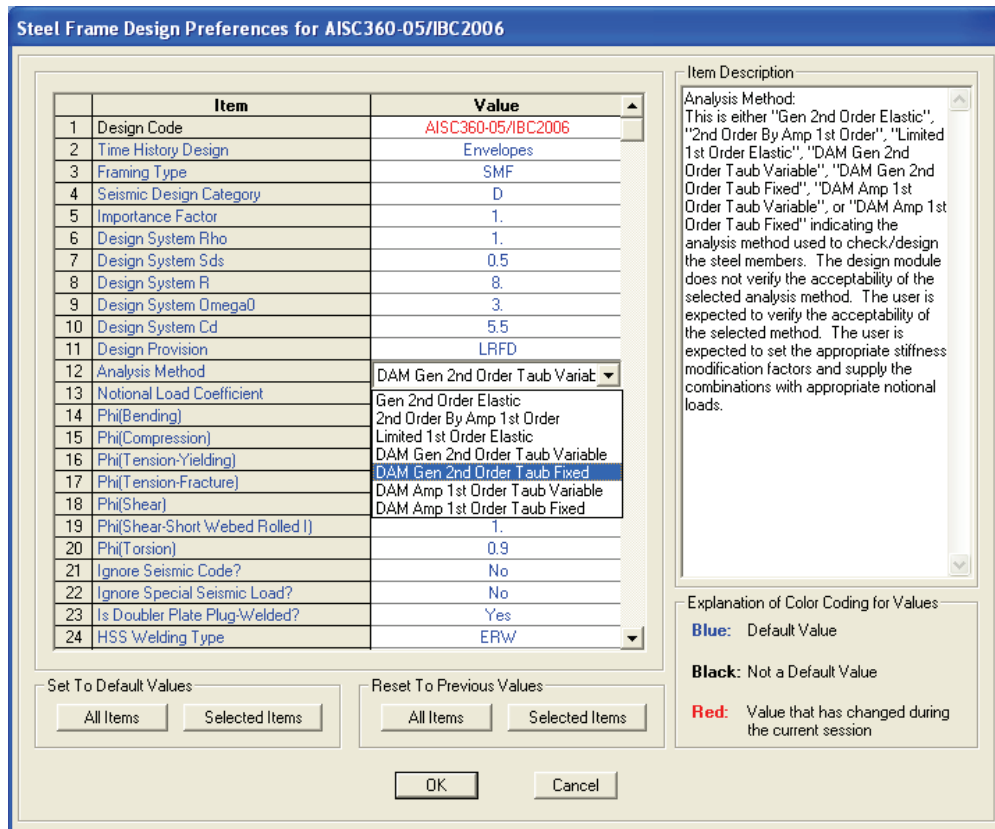 Steel Frame Design Preferences for AISC360-05/IBC2006
Item Value
1 Design Code AISC360-05/IBC2006
2 Time History Design Envelopes
3 Framing Type SMF
4 Seismic Design Category D
5 Importance Factor 1.
6 Design System Rho 1.
7 Design System Sds 0.5
8 Design System R 8.
9 Design System Omega0 3.
10 Design System Cd 5.5
11 Design Provision LRFD
12 Analysis Method DAM Gen 2nd Order Taub Variab
13 Notional Load Coefficient
14 Phi(Bending)
15 Phi(Compression)
16 Phi(Tension-Yielding)
17 Phi(Tension-Fracture)
18 Phi(Shear)
19 Phi(Shear-Short Webed Rolled I) 1.
20 Phi(Torsion) 0.9
21 Ignore Seismic Code? No
22 Ignore Special Seismic Load? No
23 Is Doubler Plate Plug-Welded? Yes
24 HSS Welding Type ERW
Gen 2nd Order Elastic
2nd Order By Amp 1st Order
Limited 1st Order Elastic
DAM Gen 2nd Order Taub Variable
DAM Gen 2nd Order Taub Fixed
DAM Amp 1st Order Taub Variable
DAM Amp 1st Order Taub Fixed
Item Description
Analysis Method:
This is either "Gen 2nd Order Elastic",
"2nd Order By Amp 1st Order", "Limited
1st Order Elastic", "DAM Gen 2nd
Order Taub Variable", "DAM Gen 2nd
Order Taub Fixed", "DAM Amp 1st
Order Taub Variable", or "DAM Amp 1st
Order Taub Fixed" indicating the
analysis method used to check/design
the steel members.  The design module
does not verify the acceptability of the
selected analysis method.  The user is
expected to verify the acceptability of
the selected method.  The user is
expected to set the appropriate stiffness
modification factors and supply the
combinations with appropriate notional
loads.
Explanation of Color Coding for Values
Blue: Default Value
Black: Not a Default Value
Red: Value that has changed during
the current session
Set To Default Values
All Items Selected Items
Reset To Previous Values
All Items Selected Items
OK Cancel